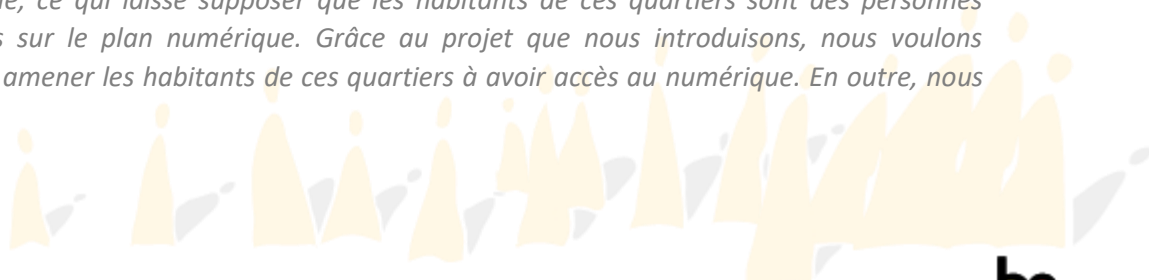 ce qui laisse supposer que les habitants de ces quartiers sont des personnes
sur le plan numérique. Grâce au projet que nous introduisons, nous voulons
amener les habitants de ces quartiers à avoir accès au numérique. En outre, nous
be